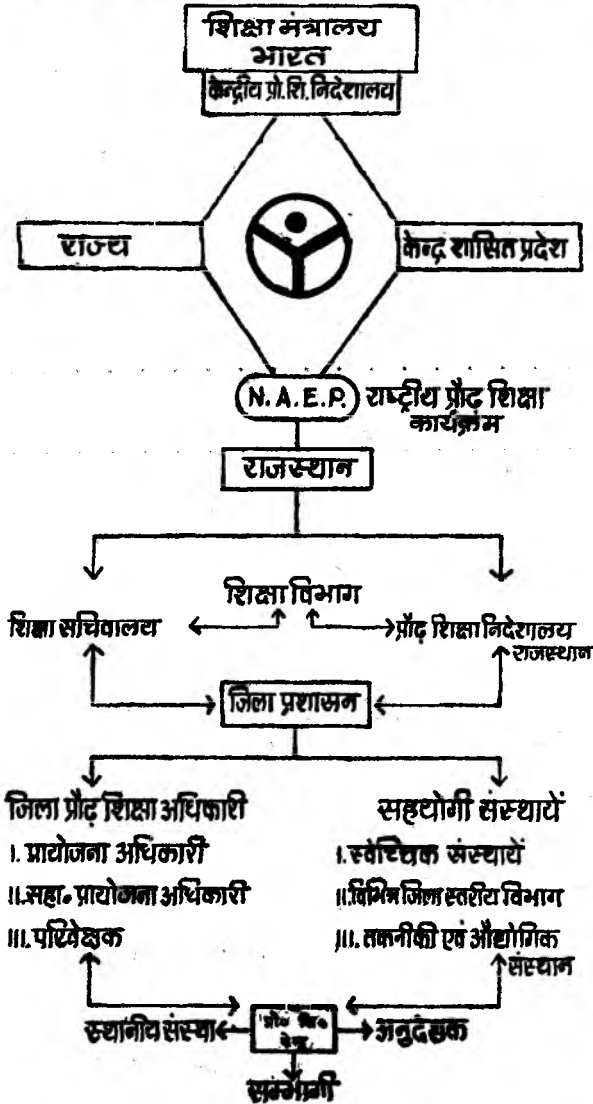 शिक्षा मंत्रालय
भारत
केन्द्रीय प्रो.शि.निदेशालय
राज्य
केन्द्र शासित प्रदेश
N.A.E.P. राष्ट्रीय प्रौढ़ शिक्षा
कार्यक्रम
राजस्थान
शिक्षा विभाग
शिक्षा सचिवालय
प्रौढ़ शिक्षा निदेशालय
राजस्थान
जिला प्रशासन
जिला प्रौढ़ शिक्षा अधिकारी
I. प्रायोजना अधिकारी
II. सहा॰ प्रायोजना अधिकारी
III. परिवेक्षक
सहयोगी संस्थायें
I. स्वेच्चिक संस्थायें
II. विभिन्न जिला स्तरीय विभाग
III. तकनीकी एवं औद्योगिक
संस्थान
स्थानीय संस्था
प्रौ॰ शि॰
केन्द्र
अनुदेशक
सम्भागी